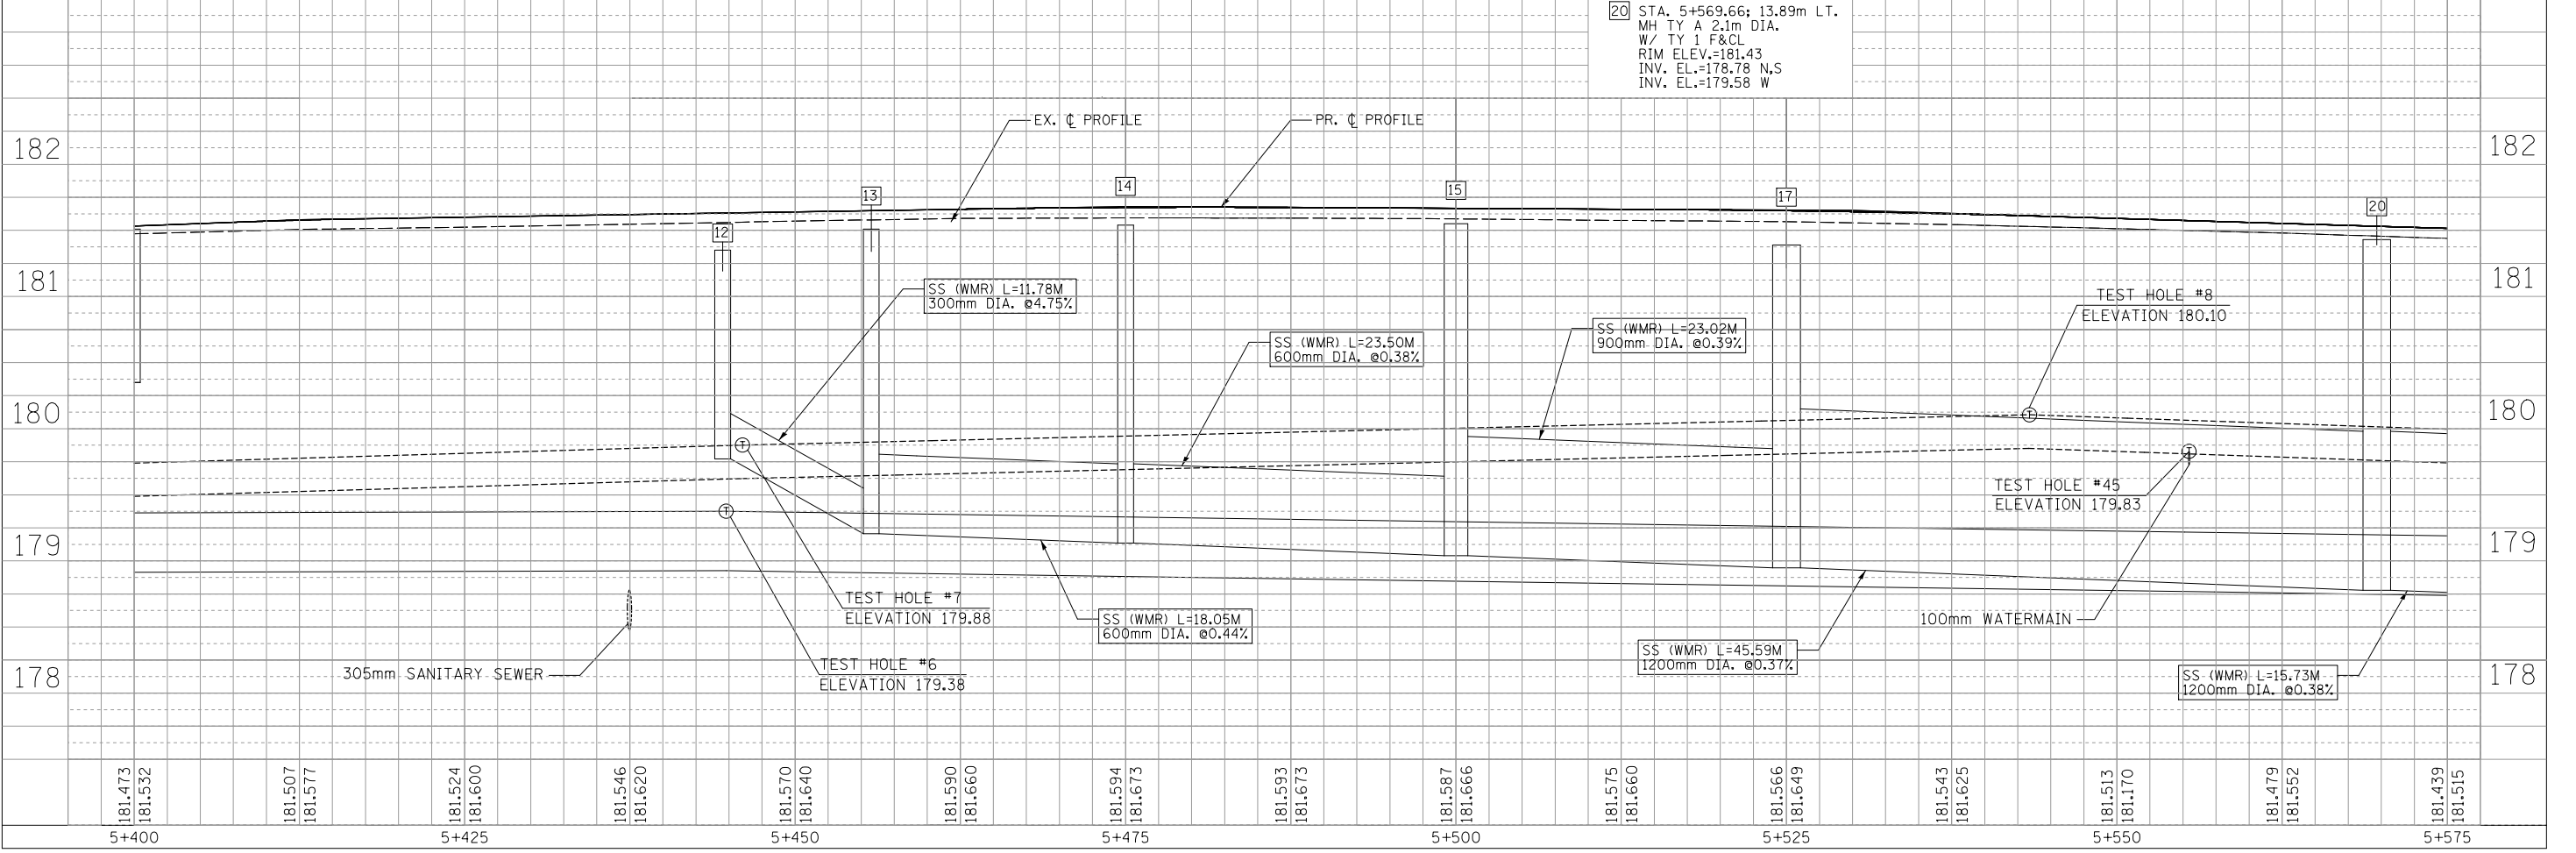 20 STA. 5+569.66; 13.89m LT.
MH TY A 2.1m DIA.
W/ TY 1 F&CL
RIM ELEV.=181.43
INV. EL.=178.78 N,S
INV. EL.=179.58 W
EX. ℄ PROFILE
PR. ℄ PROFILE
182
182
12
13
14
15
17
20
181
181
SS (WMR) L=11.78M
300mm DIA. @4.75%
SS (WMR) L=23.50M
600mm DIA. @0.38%
SS (WMR) L=23.02M
900mm DIA. @0.39%
TEST HOLE #8
ELEVATION 180.10
180
180
T
T
T
T
TEST HOLE #45
ELEVATION 179.83
179
179
TEST HOLE #7
ELEVATION 179.88
SS (WMR) L=18.05M
600mm DIA. @0.44%
100mm WATERMAIN
305mm SANITARY SEWER
TEST HOLE #6
ELEVATION 179.38
SS (WMR) L=45.59M
1200mm DIA. @0.37%
SS (WMR) L=15.73M
1200mm DIA. @0.38%
178
178
181.473
181.532
181.507
181.577
181.524
181.600
181.546
181.620
181.570
181.640
181.590
181.660
181.594
181.673
181.593
181.673
181.587
181.666
181.575
181.660
181.566
181.649
181.543
181.625
181.513
181.170
181.479
181.552
181.439
181.515
5+400
5+425
5+450
5+475
5+500
5+525
5+550
5+575